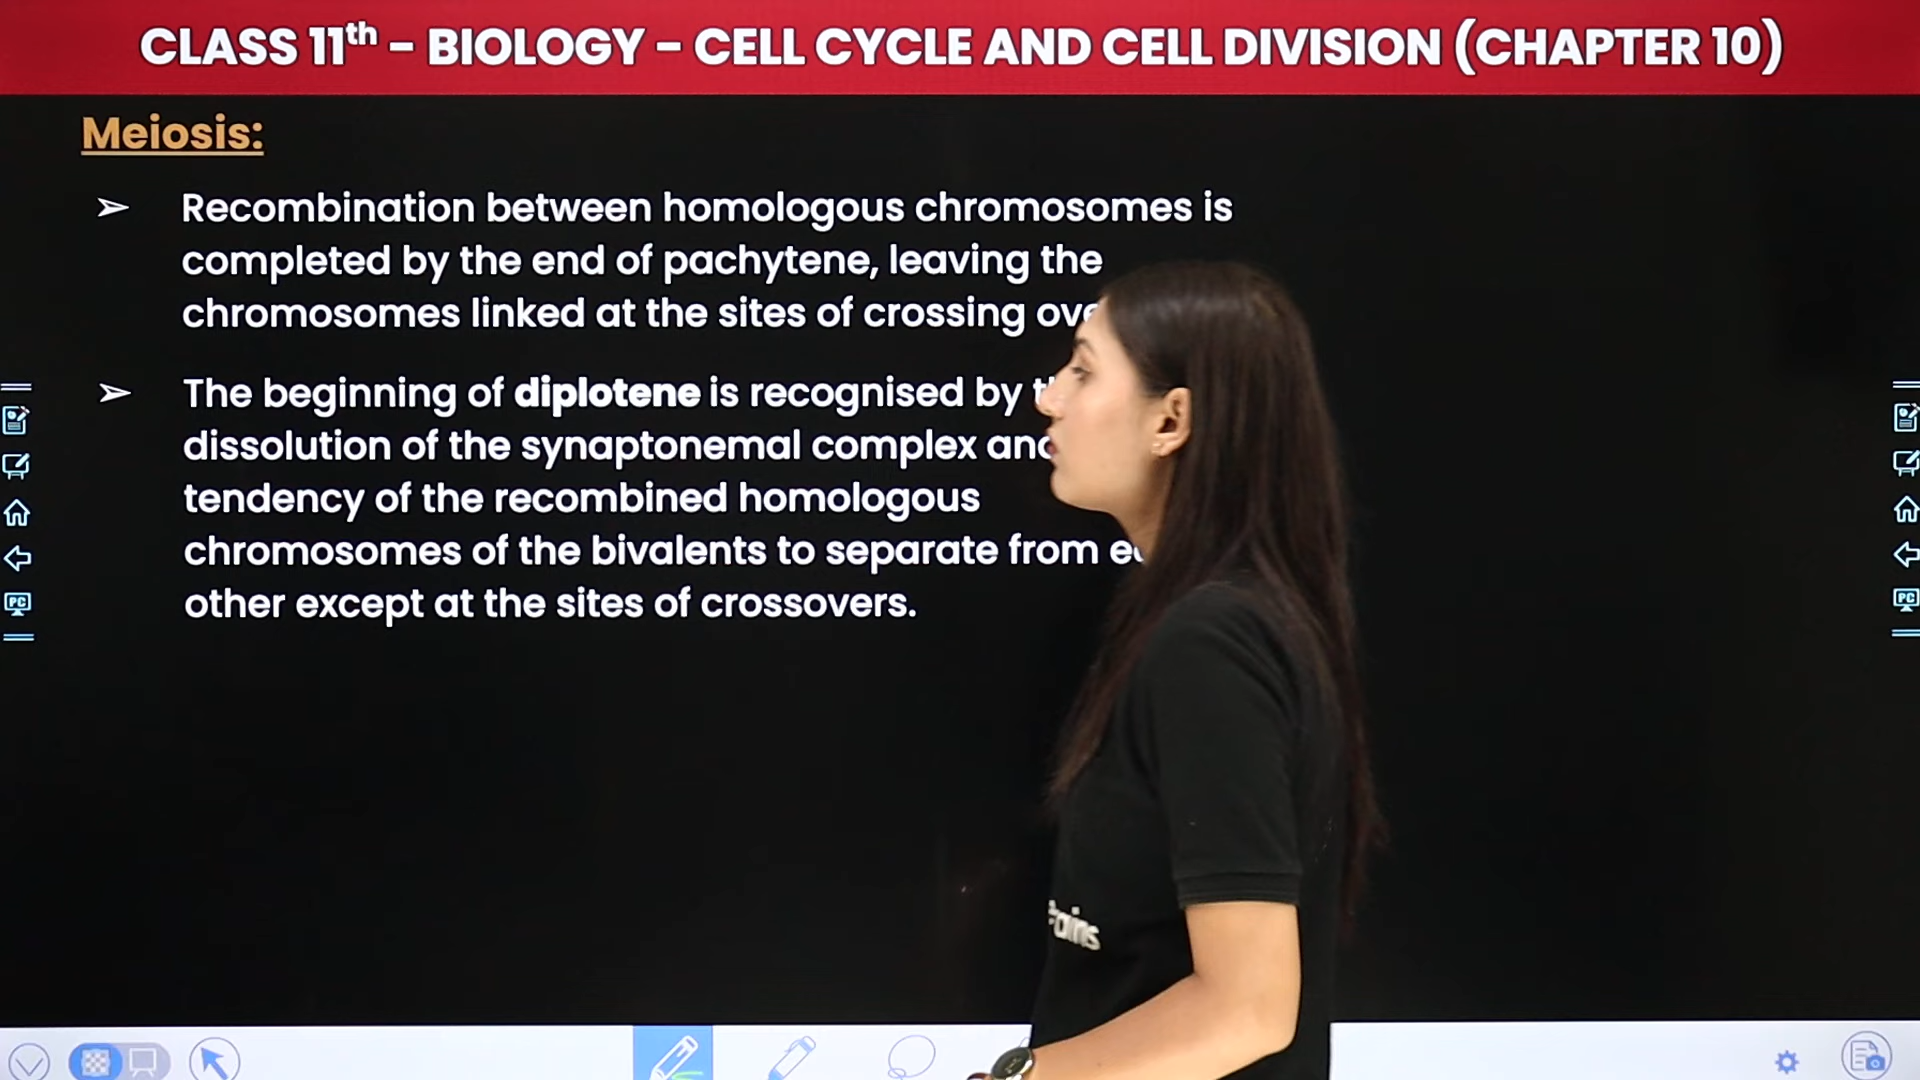 CLASS 11th - BIOLOGY - CELL CYCLE AND CELL DIVISION (CHAPTER 10)
Meiosis:
➢ Recombination between homologous chromosomes is
completed by the end of pachytene, leaving the
chromosomes linked at the sites of crossing
➢ The beginning of diplotene is recognised by
dissolution of the synaptonemal complex
tendency of the recombined homologous
chromosomes of the bivalents to separate from
other except at the sites of crossovers.
PC
PC